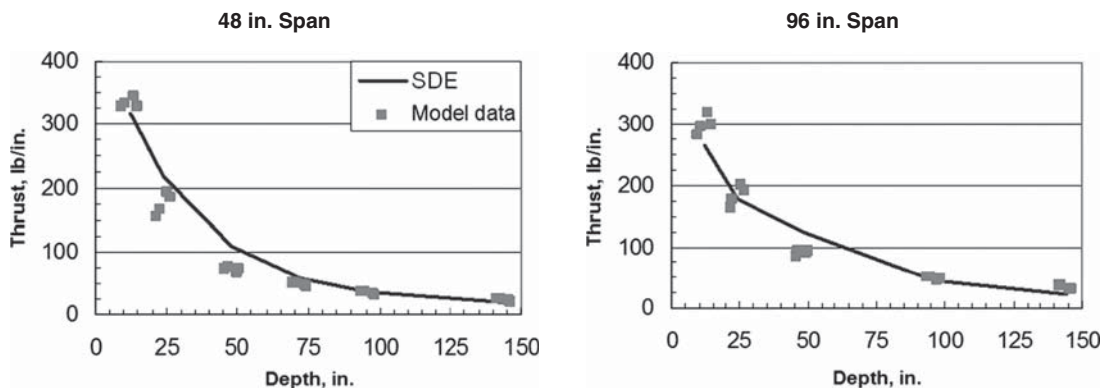 48 in. Span
400
300
200
100
0
Thrust, lb/in.
SDE
Model data
0 25 50 75 100 125 150
Depth, in.
96 in. Span
400
300
200
100
0
Thrust, lb/in.
0 25 50 75 100 125 150
Depth, in.